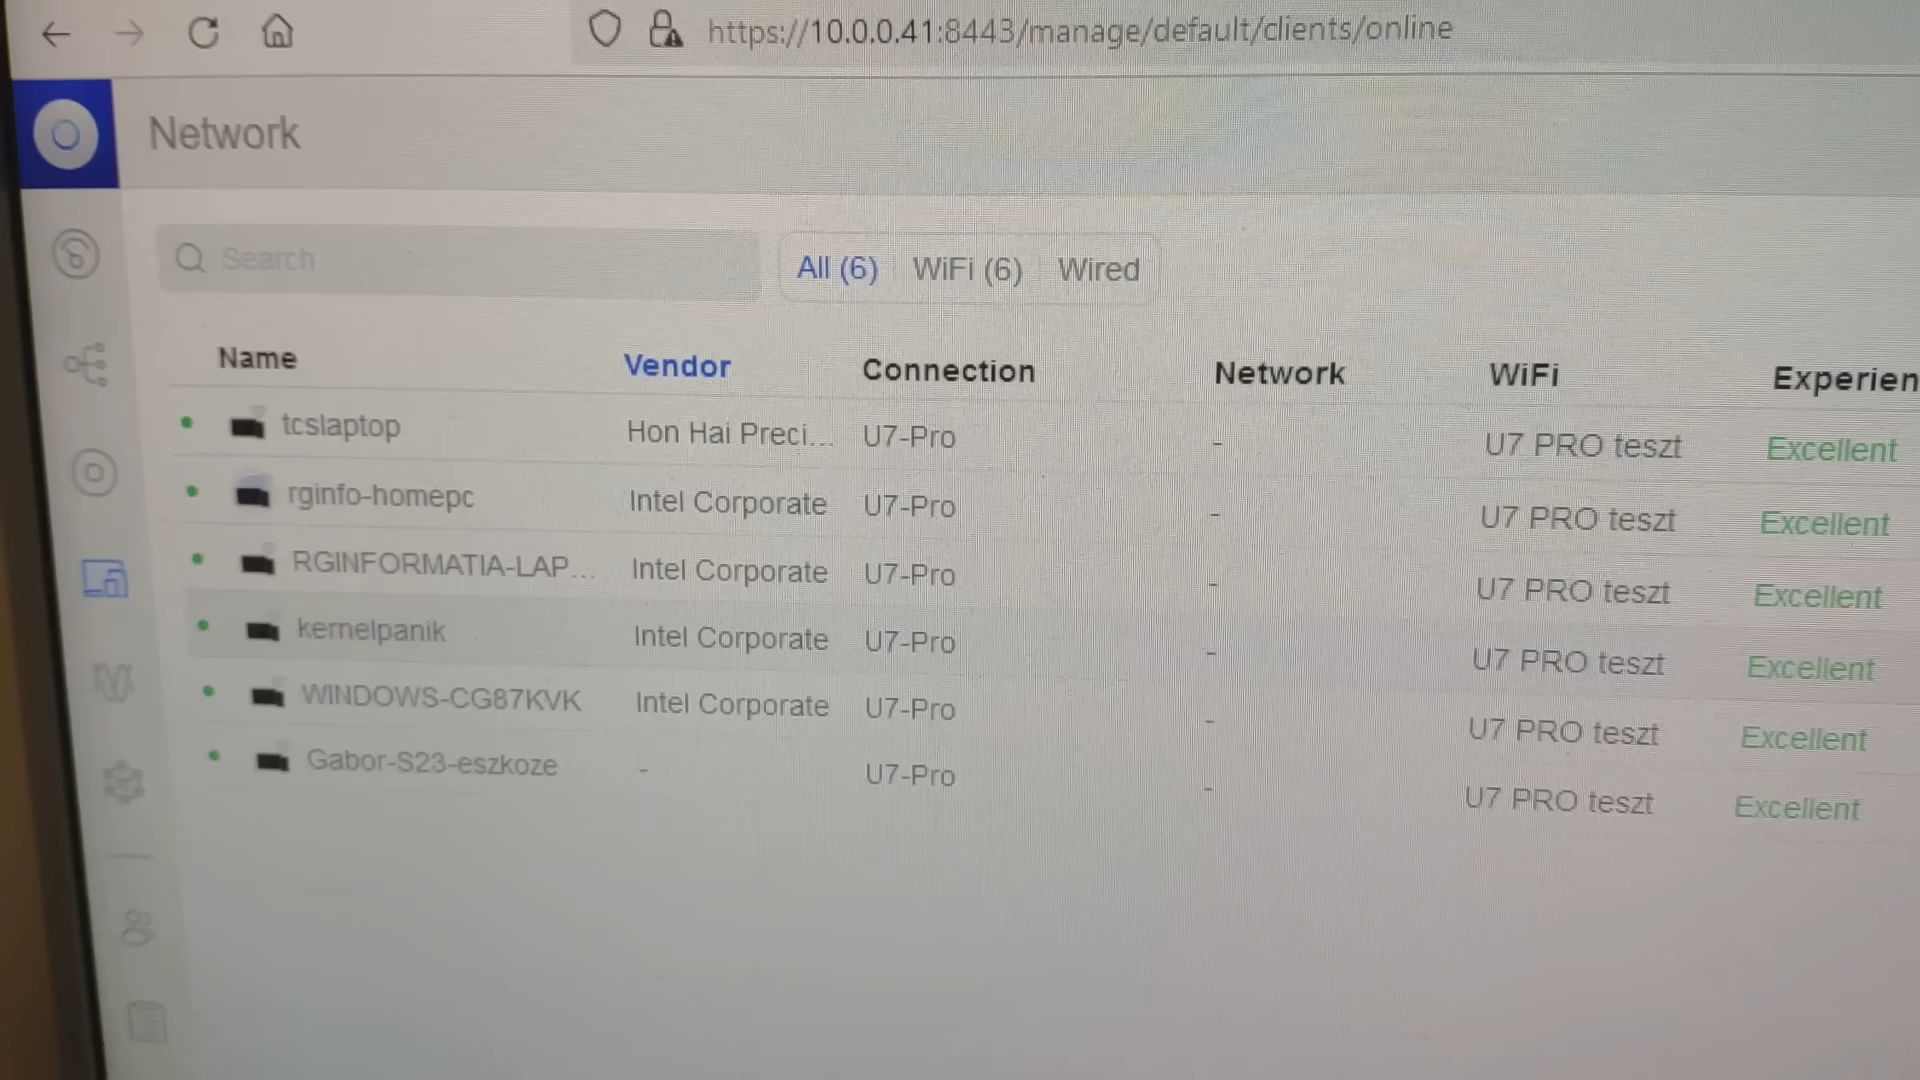 https://10.0.0.41:8443/manage/default/clients/online
Network
Search
All (6) WiFi (6) Wired
Name Vendor Connection Network WiFi Experien
tcslaptop Hon Hai Preci... U7-Pro - U7 PRO teszt Excellent
rginfo-homepc Intel Corporate U7-Pro - U7 PRO teszt Excellent
RGINFORMATIA-LAP... Intel Corporate U7-Pro - U7 PRO teszt Excellent
kernelpanik Intel Corporate U7-Pro - U7 PRO teszt Excellent
WINDOWS-CG87KVK Intel Corporate U7-Pro - U7 PRO teszt Excellent
Gabor-S23-eszkoze - U7-Pro - U7 PRO teszt Excellent